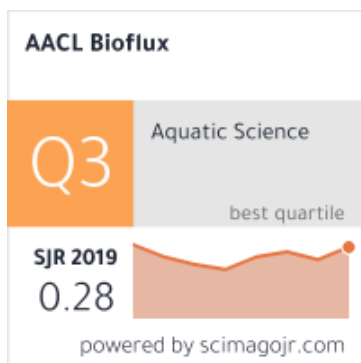 AACL Bioflux
Q3
Aquatic Science
best quartile
SJR 2019
0.28
powered by scimagojr.com